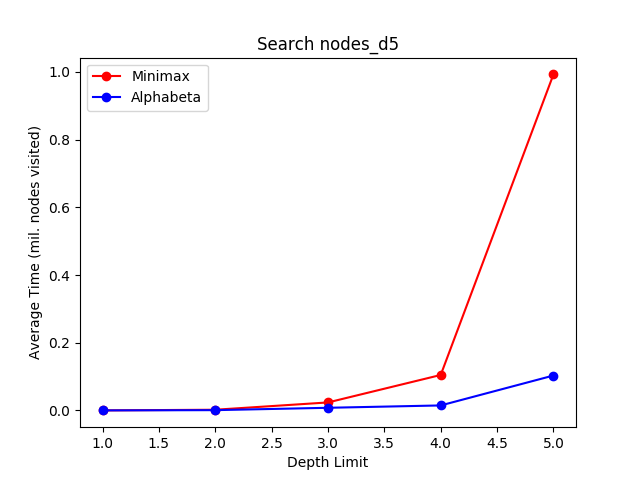 Search nodes_d5
Minimax
Alphabeta
Average Time (mil. nodes visited)
1.0
0.8
0.6
0.4
0.2
0.0
1.0 1.5 2.0 2.5 3.0 3.5 4.0 4.5 5.0
Depth Limit